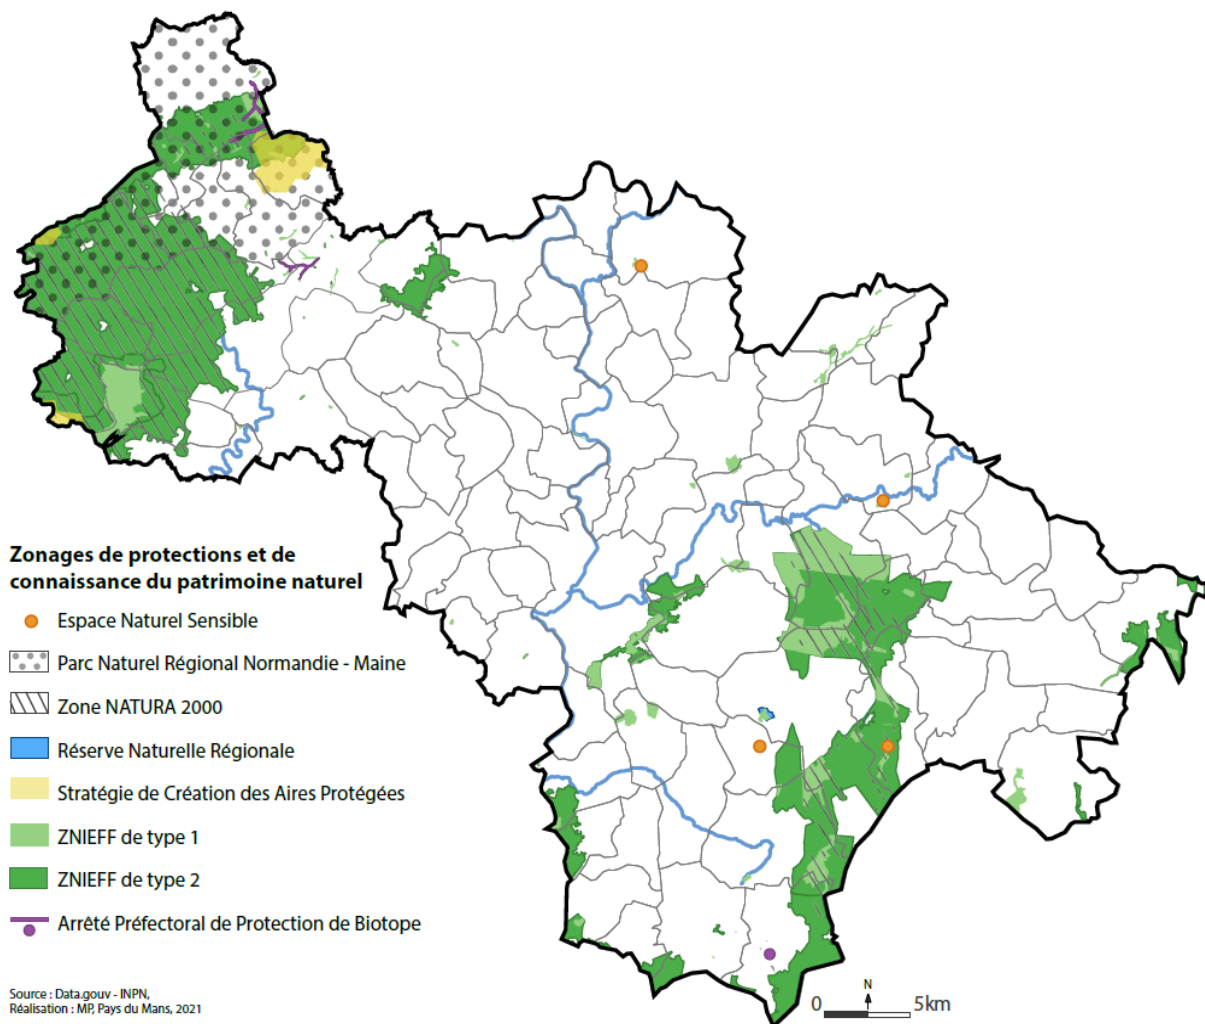 Zonages de protections et de
connaissance du patrimoine naturel
Espace Naturel Sensible
Parc Naturel Régional Normandie - Maine
Zone NATURA 2000
Réserve Naturelle Régionale
Stratégie de Création des Aires Protégées
ZNIEFF de type 1
ZNIEFF de type 2
Arrêté Préfectoral de Protection de Biotope
Source : Data.gouv - INPN,
Réalisation : MP, Pays du Mans, 2021
N
0 5km